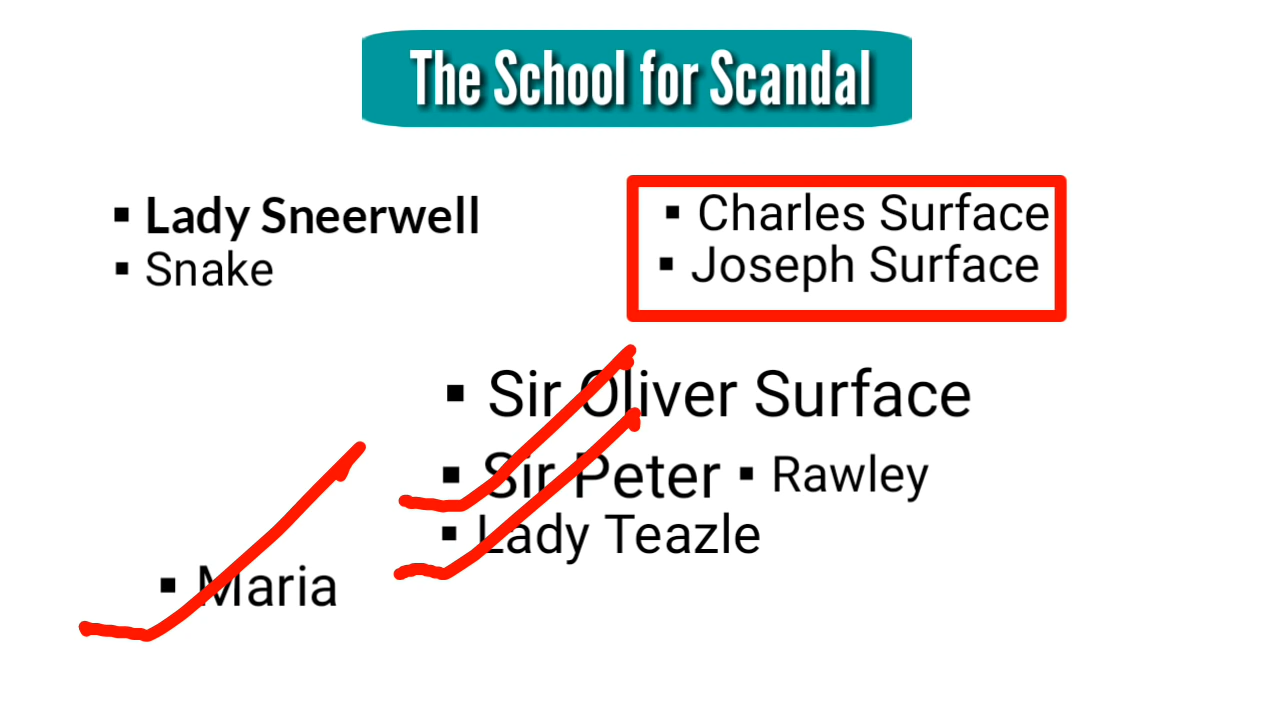 The School for Scandal
▪ Lady Sneerwell
▪ Snake
▪ Charles Surface
▪ Joseph Surface
▪ Sir Oliver Surface
▪ Sir Peter ▪ Rawley
▪ Lady Teazle
▪ Maria